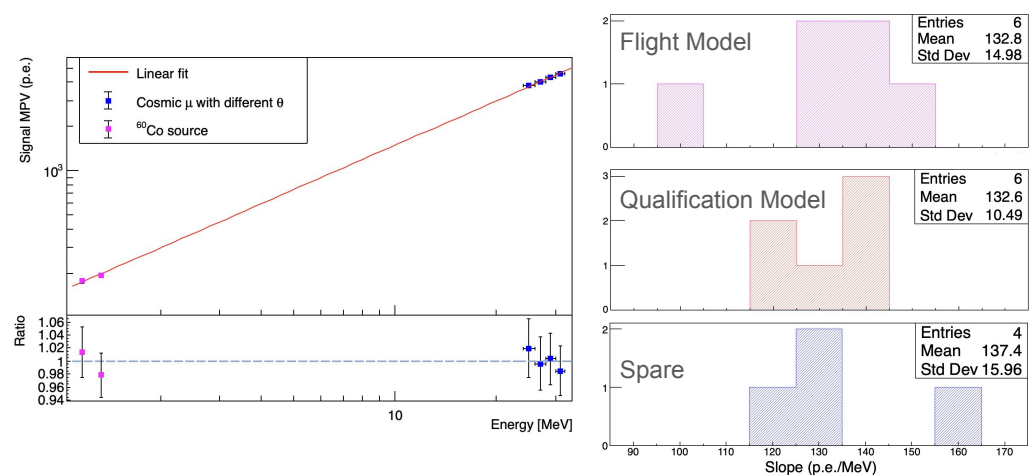 Signal MPV (p.e.)
Linear fit
Cosmic μ with different θ
⁶⁰Co source
10³
Ratio
1.06
1.04
1.02
1
0.98
0.96
0.94
10
Energy [MeV]
Flight Model
Entries 6
Mean 132.8
Std Dev 14.98
2
1
0
Qualification Model
Entries 6
Mean 132.6
Std Dev 10.49
3
2
1
0
Spare
Entries 4
Mean 137.4
Std Dev 15.96
2
1
0
90 100 110 120 130 140 150 160 170
Slope (p.e./MeV)